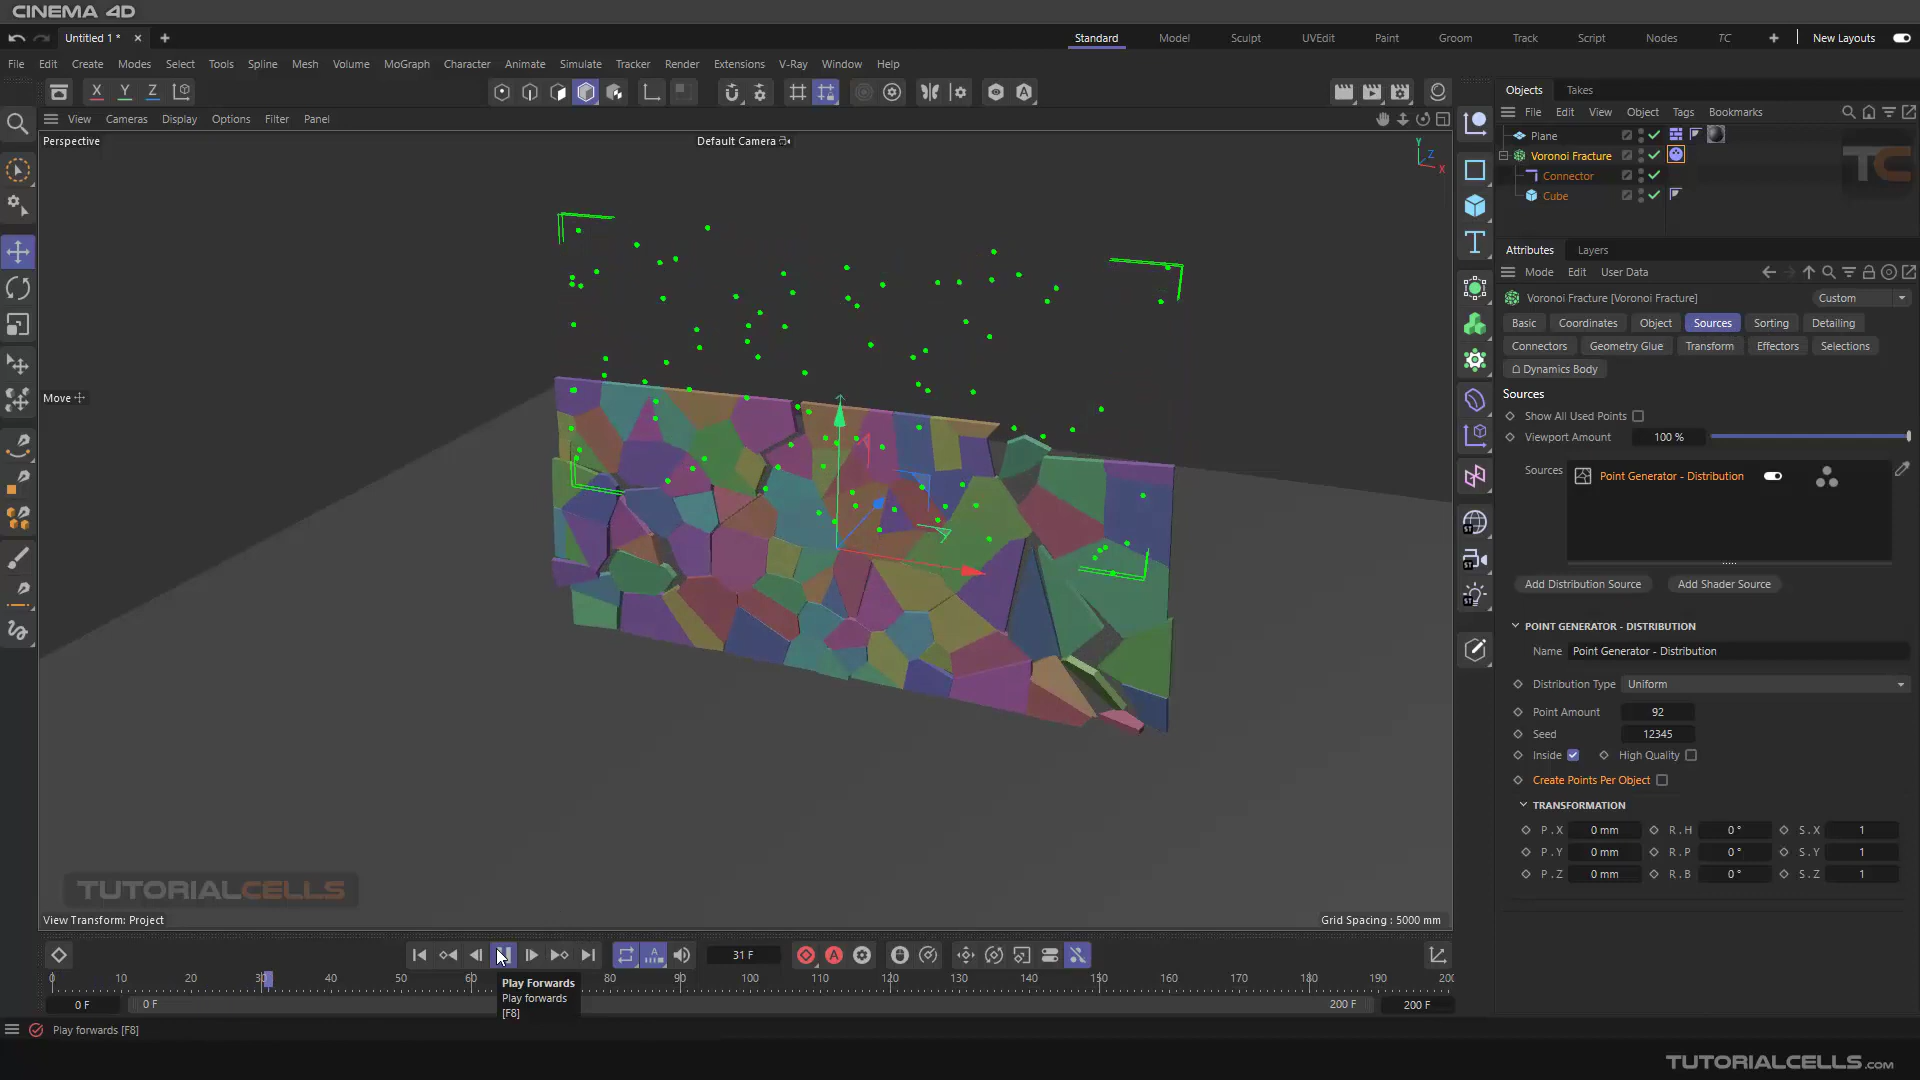 CINEMA 4D
Untitled 1 *
Standard Model Sculpt UVEdit Paint Groom Track Script Nodes TC New Layouts
File Edit Create Modes Select Tools Spline Mesh Volume MoGraph Character Animate Simulate Tracker Render Extensions V-Ray Window Help
X Y Z
View Cameras Display Options Filter Panel
Perspective
Default Camera
Y
Z
X
Move
TUTORIALCELLS
View Transform: Project
Grid Spacing : 5000 mm
Objects Takes
File Edit View Object Tags Bookmarks
Plane
Voronoi Fracture
Connector
Cube
TC
Attributes Layers
Mode Edit User Data
Voronoi Fracture [Voronoi Fracture] Custom
Basic Coordinates Object Sources Sorting Detailing
Connectors Geometry Glue Transform Effectors Selections
Dynamics Body
Sources
Show All Used Points
Viewport Amount 100 %
Sources Point Generator - Distribution
Add Distribution Source Add Shader Source
POINT GENERATOR - DISTRIBUTION
Name Point Generator - Distribution
Distribution Type Uniform
Point Amount 92
Seed 12345
Inside High Quality
Create Points Per Object
TRANSFORMATION
P . X 0 mm R . H 0 ° S . X 1
P . Y 0 mm R . P 0 ° S . Y 1
P . Z 0 mm R . B 0 ° S . Z 1
31 F
0 10 20 30 40 50 60 80 90 100 110 120 130 140 150 160 170 180 190 200
0 F 0 F 200 F 200 F
Play Forwards
Play forwards
[F8]
Play forwards [F8]
TUTORIALCELLS.com